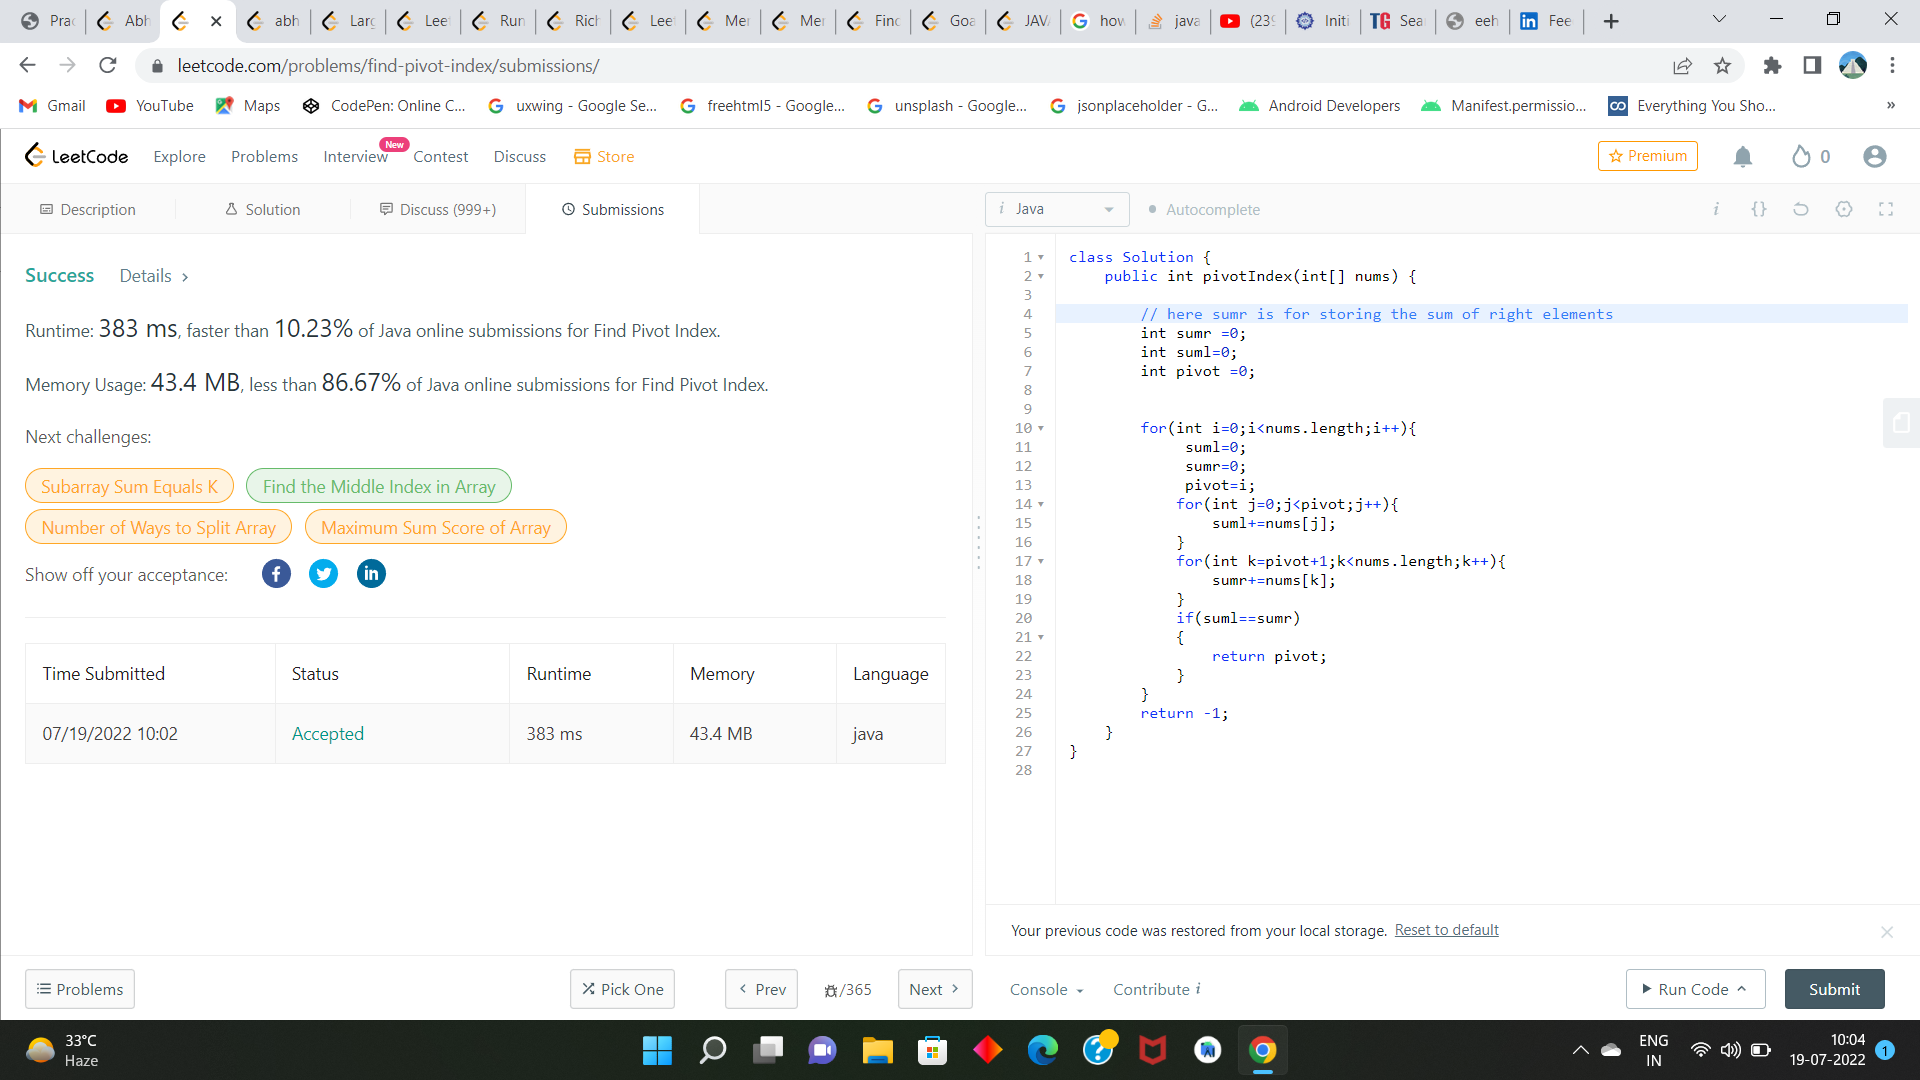 Prac
Abh
abh
Larg
Leet
Run
Rich
Leet
Mer
Mer
Find
Goa
JAVA
how
java
(239
Initi
TG Sea
eeh
Fee
leetcode.com/problems/find-pivot-index/submissions/
Gmail
YouTube
Maps
CodePen: Online C...
uxwing - Google Se...
freehtml5 - Google...
unsplash - Google...
jsonplaceholder - G...
Android Developers
Manifest.permissio...
Everything You Sho...
»
LeetCode
Explore
Problems
Interview
New
Contest
Discuss
Store
Premium
0
Description
Solution
Discuss (999+)
Submissions
i Java
Autocomplete
i
{}
Success
Details >
Runtime: 383 ms, faster than 10.23% of Java online submissions for Find Pivot Index.
Memory Usage: 43.4 MB, less than 86.67% of Java online submissions for Find Pivot Index.
Next challenges:
Subarray Sum Equals K
Find the Middle Index in Array
Number of Ways to Split Array
Maximum Sum Score of Array
Show off your acceptance:
Time Submitted Status Runtime Memory Language
07/19/2022 10:02 Accepted 383 ms 43.4 MB java
1 class Solution {
2 public int pivotIndex(int[] nums) {
3
4 // here sumr is for storing the sum of right elements
5 int sumr =0;
6 int suml=0;
7 int pivot =0;
8
9
10 for(int i=0;i<nums.length;i++){
11 suml=0;
12 sumr=0;
13 pivot=i;
14 for(int j=0;j<pivot;j++){
15 suml+=nums[j];
16 }
17 for(int k=pivot+1;k<nums.length;k++){
18 sumr+=nums[k];
19 }
20 if(suml==sumr)
21 {
22 return pivot;
23 }
24 }
25 return -1;
26 }
27 }
28
Your previous code was restored from your local storage. Reset to default
Problems
Pick One
Prev
/365
Next
Console
Contribute i
Run Code
Submit
33°C
Haze
ENG
IN
10:04
19-07-2022
1